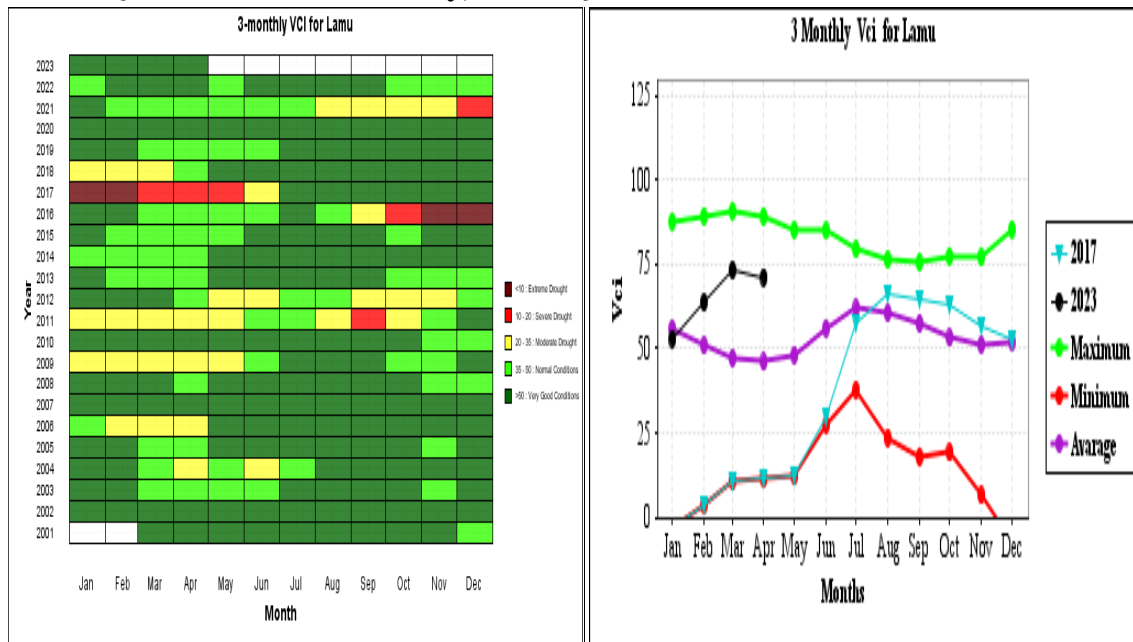 3-monthly VCI for Lamu
Year
2023
2022
2021
2020
2019
2018
2017
2016
2015
2014
2013
2012
2011
2010
2009
2008
2007
2006
2005
2004
2003
2002
2001
Jan Feb Mar Apr May Jun Jul Aug Sep Oct Nov Dec
Month
<10 : Extreme Drought
10 - 20 : Severe Drought
20 - 35 : Moderate Drought
35 - 50 : Normal Conditions
>50 : Very Good Conditions
3 Monthly Vci for Lamu
Vci
125
100
75
50
25
0
Jan Feb Mar Apr May Jun Jul Aug Sep Oct Nov Dec
Months
2017
2023
Maximum
Minimum
Avarage